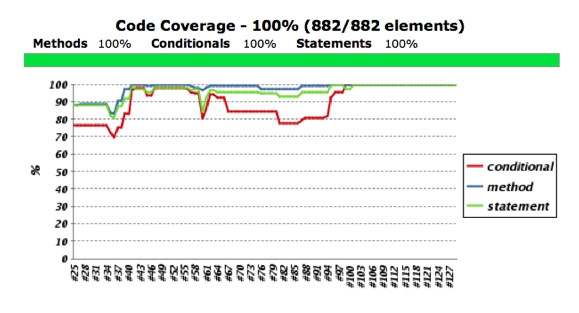 Code Coverage - 100% (882/882 elements)
Methods 100% Conditionals 100% Statements 100%
100
90
80
70
60
50
40
30
20
10
0
%
conditional
method
statement
#25 #28 #31 #34 #37 #40 #43 #46 #49 #52 #55 #58 #61 #64 #67 #70 #73 #76 #79 #82 #85 #88 #91 #94 #97 #100 #103 #106 #109 #112 #115 #118 #121 #124 #127